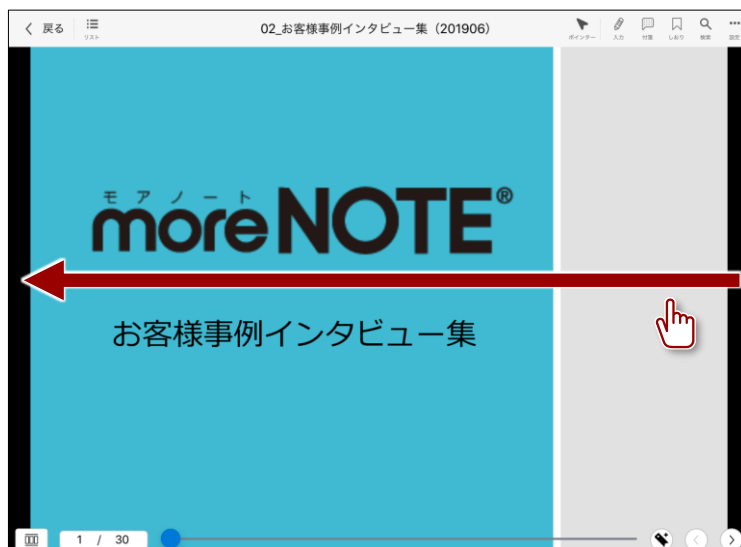 戻る
リスト
02_お客様事例インタビュー集（201906）
ポインター
入力
付箋
しおり
検索
設定
モアノート
moreNOTE®
お客様事例インタビュー集
1 / 30